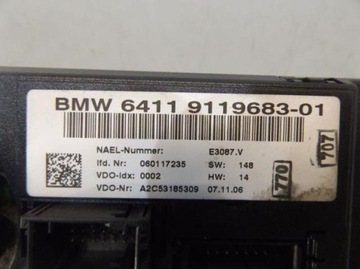 BMW 6411 9119683-01
NAEL-Nummer: E3087.V
lfd. Nr: 060117235 SW: 148
VDO-Idx: 0002 HW: 14
VDO-Nr: A2C53185309 07.11.06
770
707